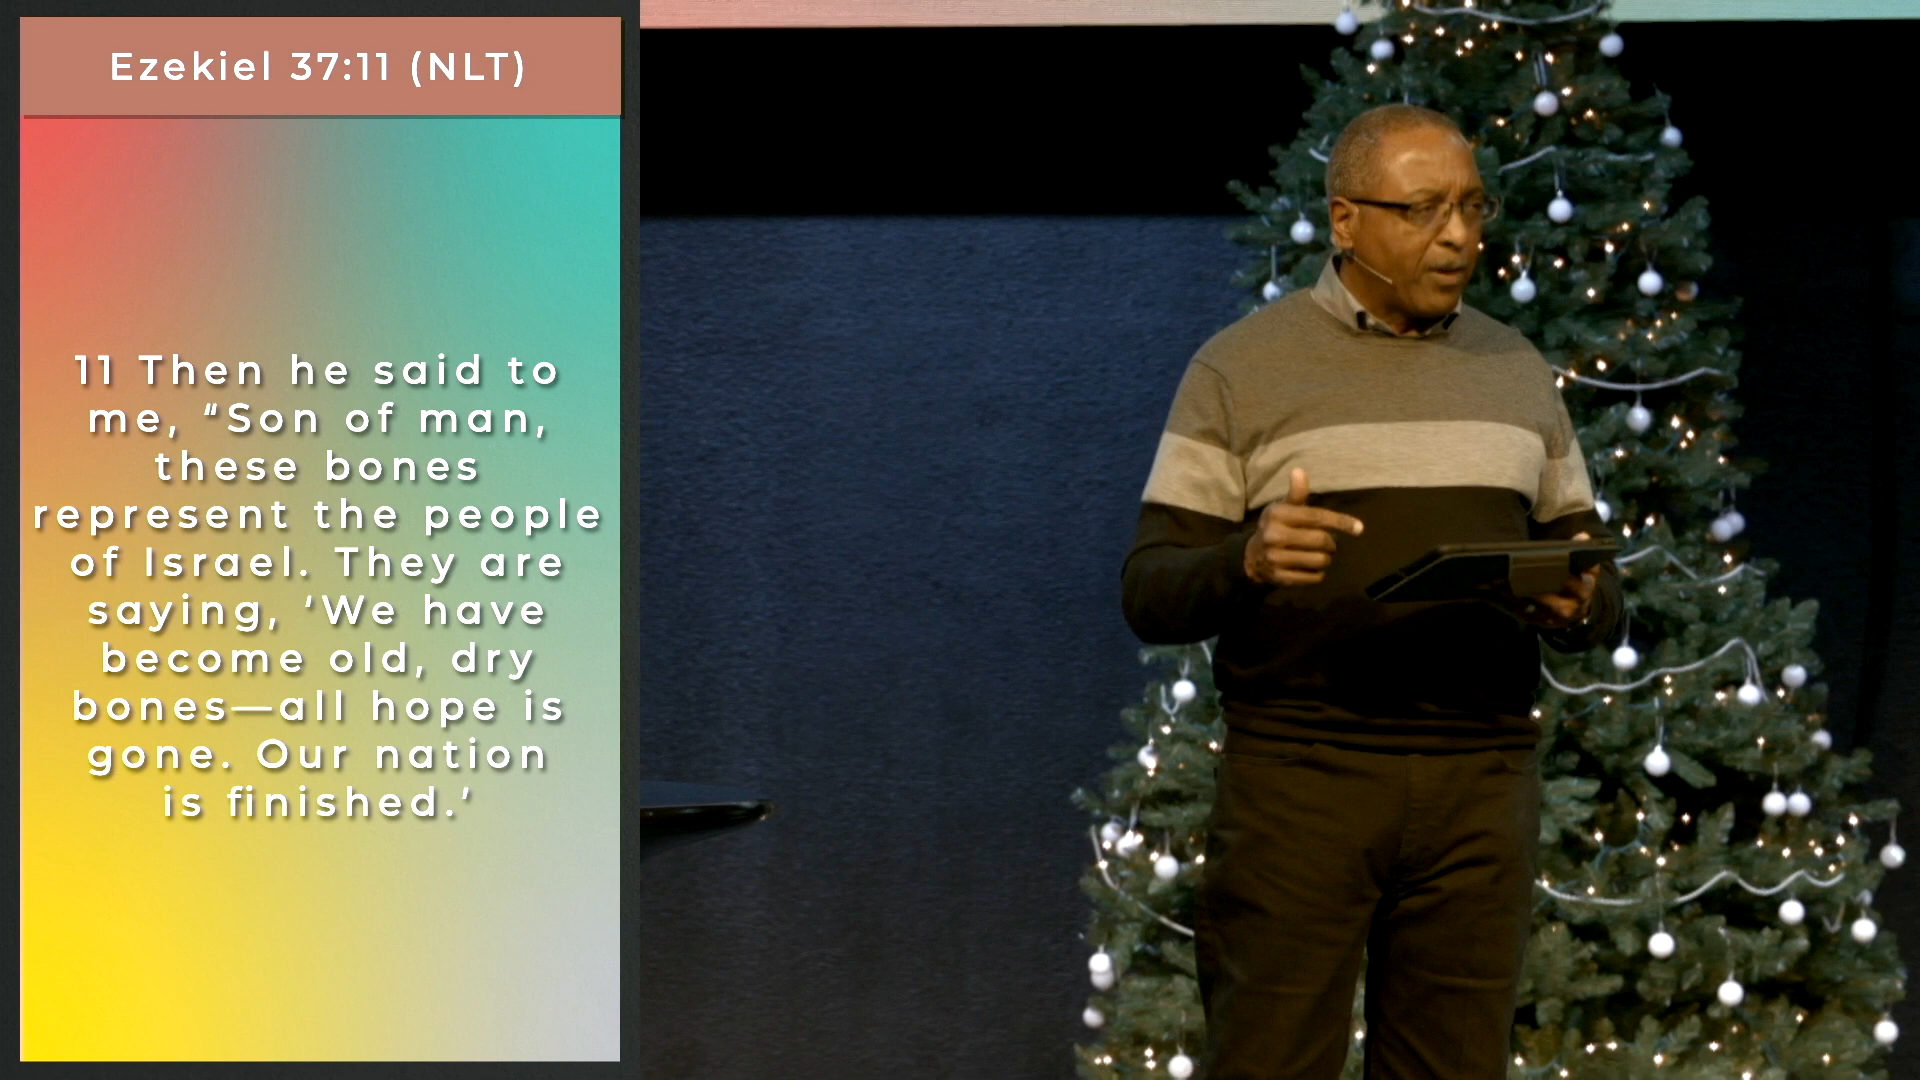 Ezekiel 37:11 (NLT)
11 Then he said to
me, “Son of man,
these bones
represent the people
of Israel. They are
saying, ‘We have
become old, dry
bones—all hope is
gone. Our nation
is finished.’